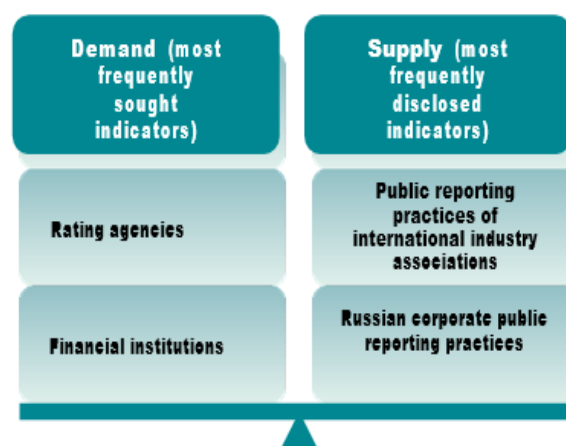 Demand (most
frequently
sought
indicators)
Supply (most
frequently
disclosed
indicators)
Rating agencies
Public reporting
practices of
international industry
associations
Financial institutions
Russian corporate public
reporting practices